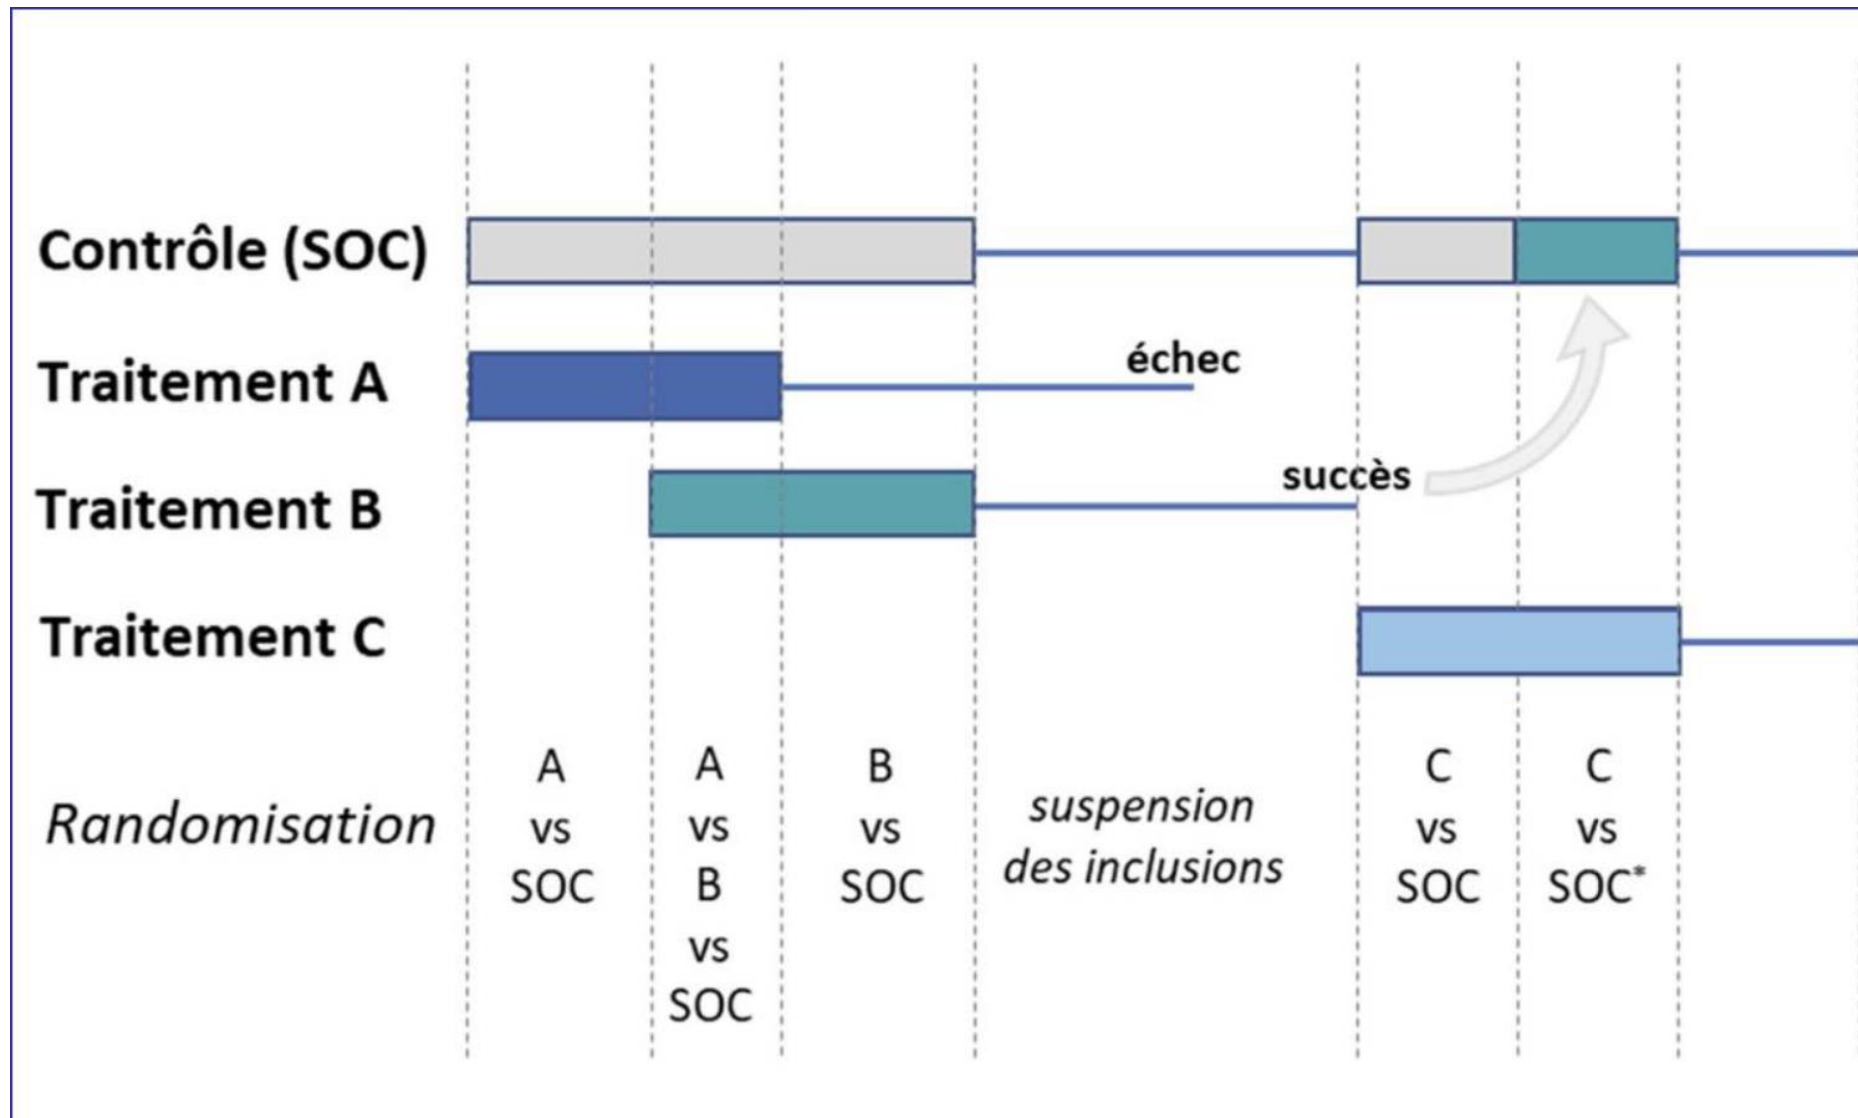 Contrôle (SOC)
Traitement A
échec
Traitement B
succès
Traitement C
Randomisation
A
vs
SOC
A
vs
B
vs
SOC
B
vs
SOC
suspension
des inclusions
C
vs
SOC
C
vs
SOC*